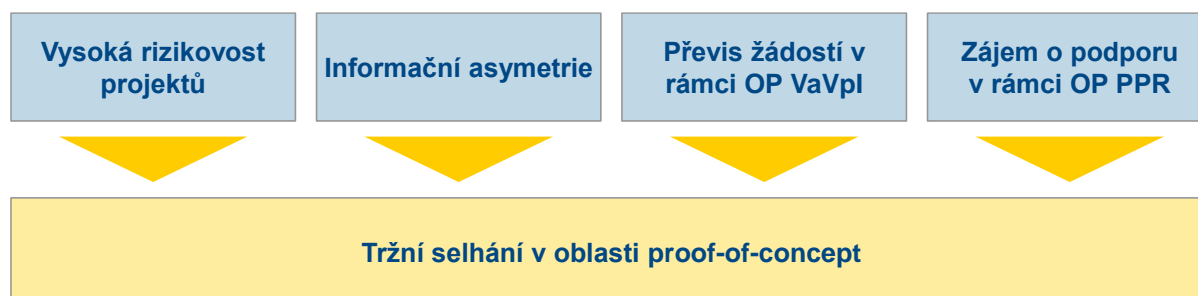 Vysoká rizikovost
projektů
Informační asymetrie
Převis žádostí v
rámci OP VaVpI
Zájem o podporu
v rámci OP PPR
Tržní selhání v oblasti proof-of-concept